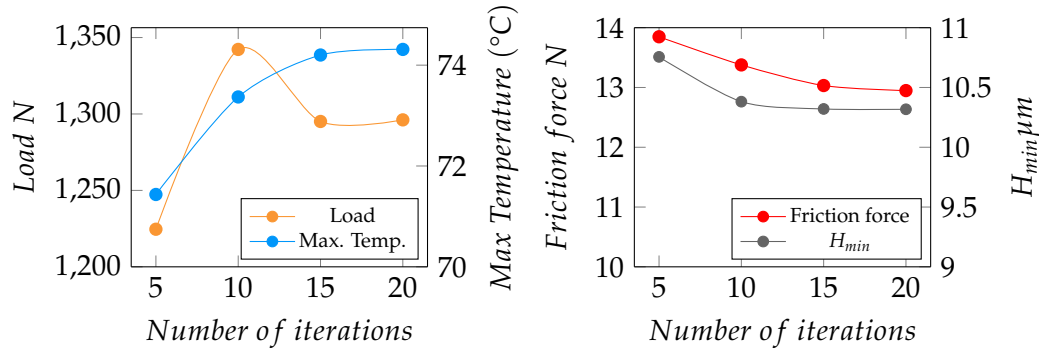 1,350
1,300
1,250
1,200
Load N
74
72
70
Max Temperature (°C)
Load
Max. Temp.
5 10 15 20
Number of iterations
14
13
12
11
10
Friction force N
11
10.5
10
9.5
9
H_min μm
Friction force
H_min
5 10 15 20
Number of iterations